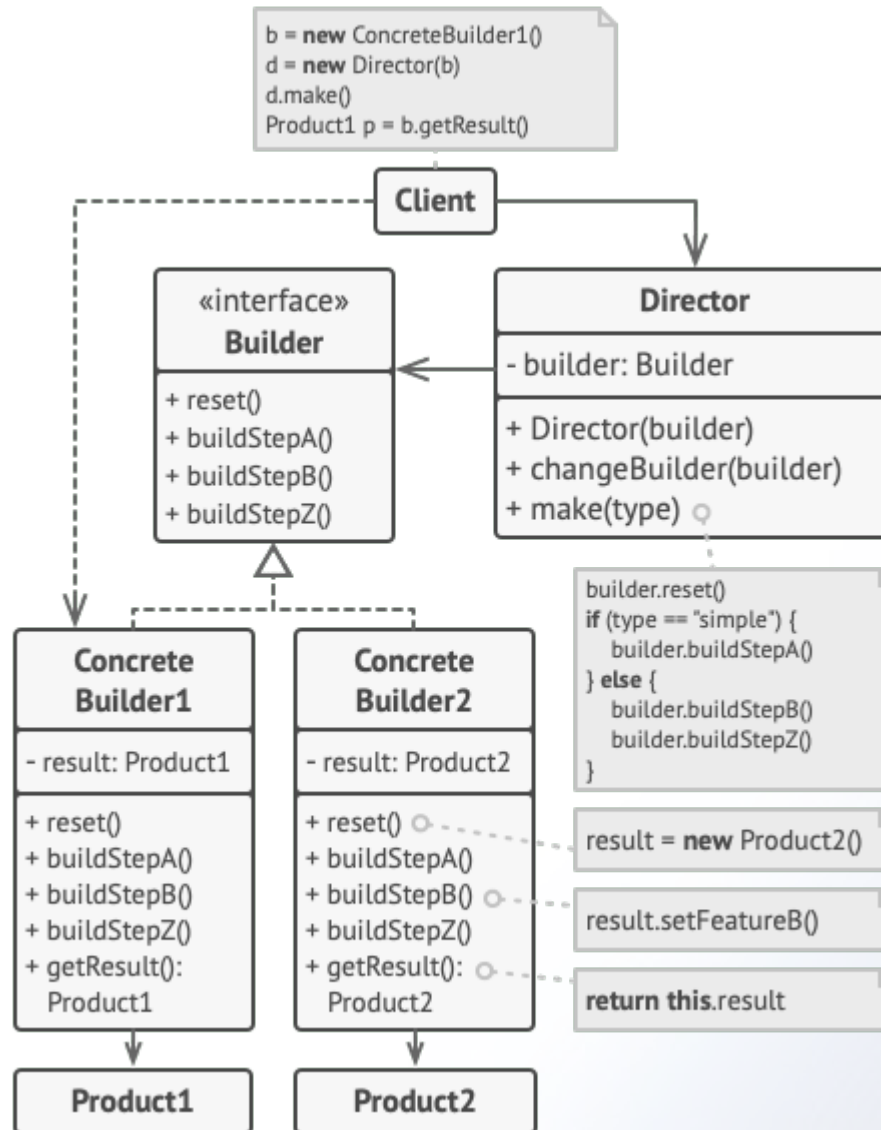 b = new ConcreteBuilder1()
d = new Director(b)
d.make()
Product1 p = b.getResult()
Client
«interface»
Builder
+ reset()
+ buildStepA()
+ buildStepB()
+ buildStepZ()
Director
- builder: Builder
+ Director(builder)
+ changeBuilder(builder)
+ make(type)
builder.reset()
if (type == "simple") {
builder.buildStepA()
} else {
builder.buildStepB()
builder.buildStepZ()
}
Concrete
Builder1
- result: Product1
+ reset()
+ buildStepA()
+ buildStepB()
+ buildStepZ()
+ getResult():
Product1
Concrete
Builder2
- result: Product2
+ reset()
+ buildStepA()
+ buildStepB()
+ buildStepZ()
+ getResult():
Product2
result = new Product2()
result.setFeatureB()
return this.result
Product1
Product2